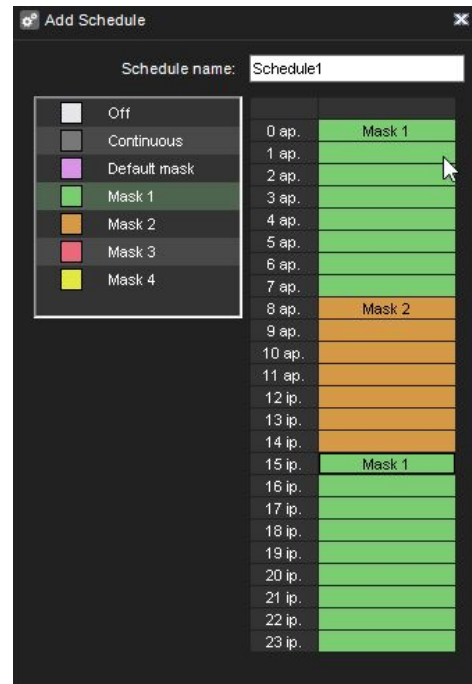 Add Schedule
Schedule name: Schedule1
Off
Continuous
Default mask
Mask 1
Mask 2
Mask 3
Mask 4
0 ap. Mask 1
1 ap.
2 ap.
3 ap.
4 ap.
5 ap.
6 ap.
7 ap.
8 ap. Mask 2
9 ap.
10 ap.
11 ap.
12 ip.
13 ip.
14 ip.
15 ip. Mask 1
16 ip.
17 ip.
18 ip.
19 ip.
20 ip.
21 ip.
22 ip.
23 ip.